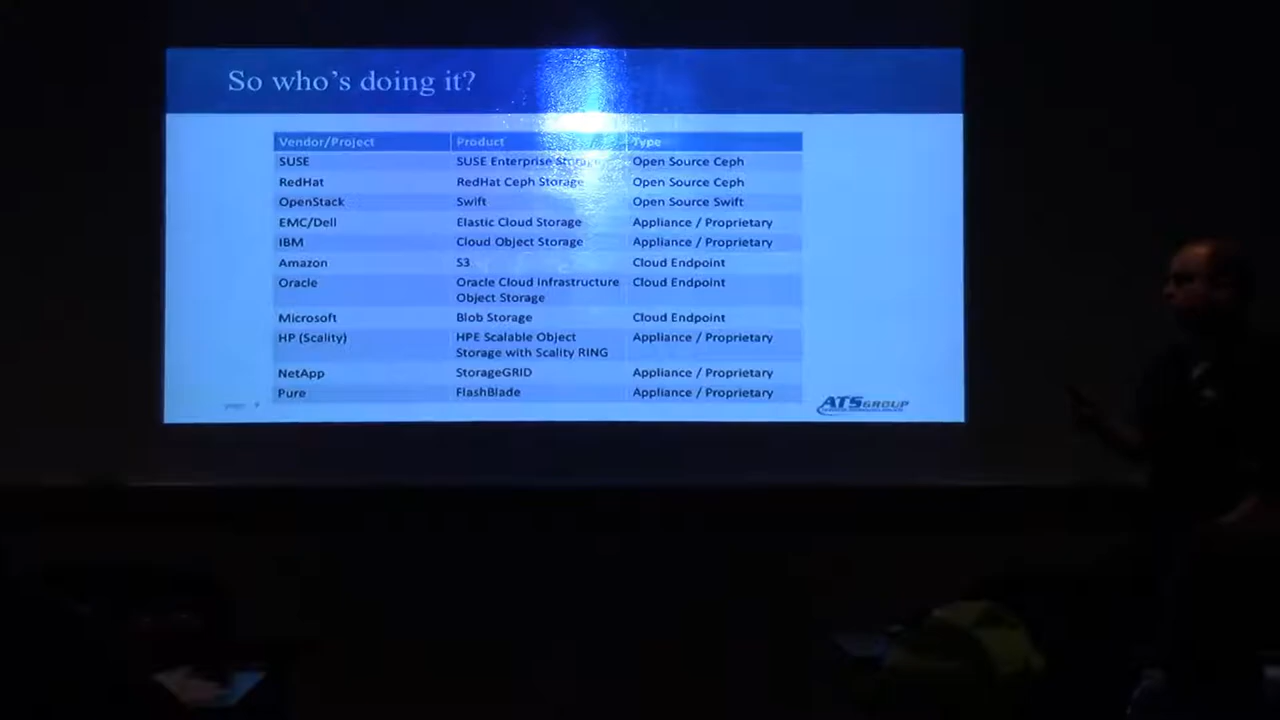 So who's doing it?
Vendor/Project Product Type
SUSE SUSE Enterprise Storage Open Source Ceph
RedHat RedHat Ceph Storage Open Source Ceph
OpenStack Swift Open Source Swift
EMC/Dell Elastic Cloud Storage Appliance / Proprietary
IBM Cloud Object Storage Appliance / Proprietary
Amazon S3 Cloud Endpoint
Oracle Oracle Cloud Infrastructure Cloud Endpoint
Object Storage
Microsoft Blob Storage Cloud Endpoint
HP (Scality) HPE Scalable Object Appliance / Proprietary
Storage with Scality RING
NetApp StorageGRID Appliance / Proprietary
Pure FlashBlade Appliance / Proprietary
ATS GROUP